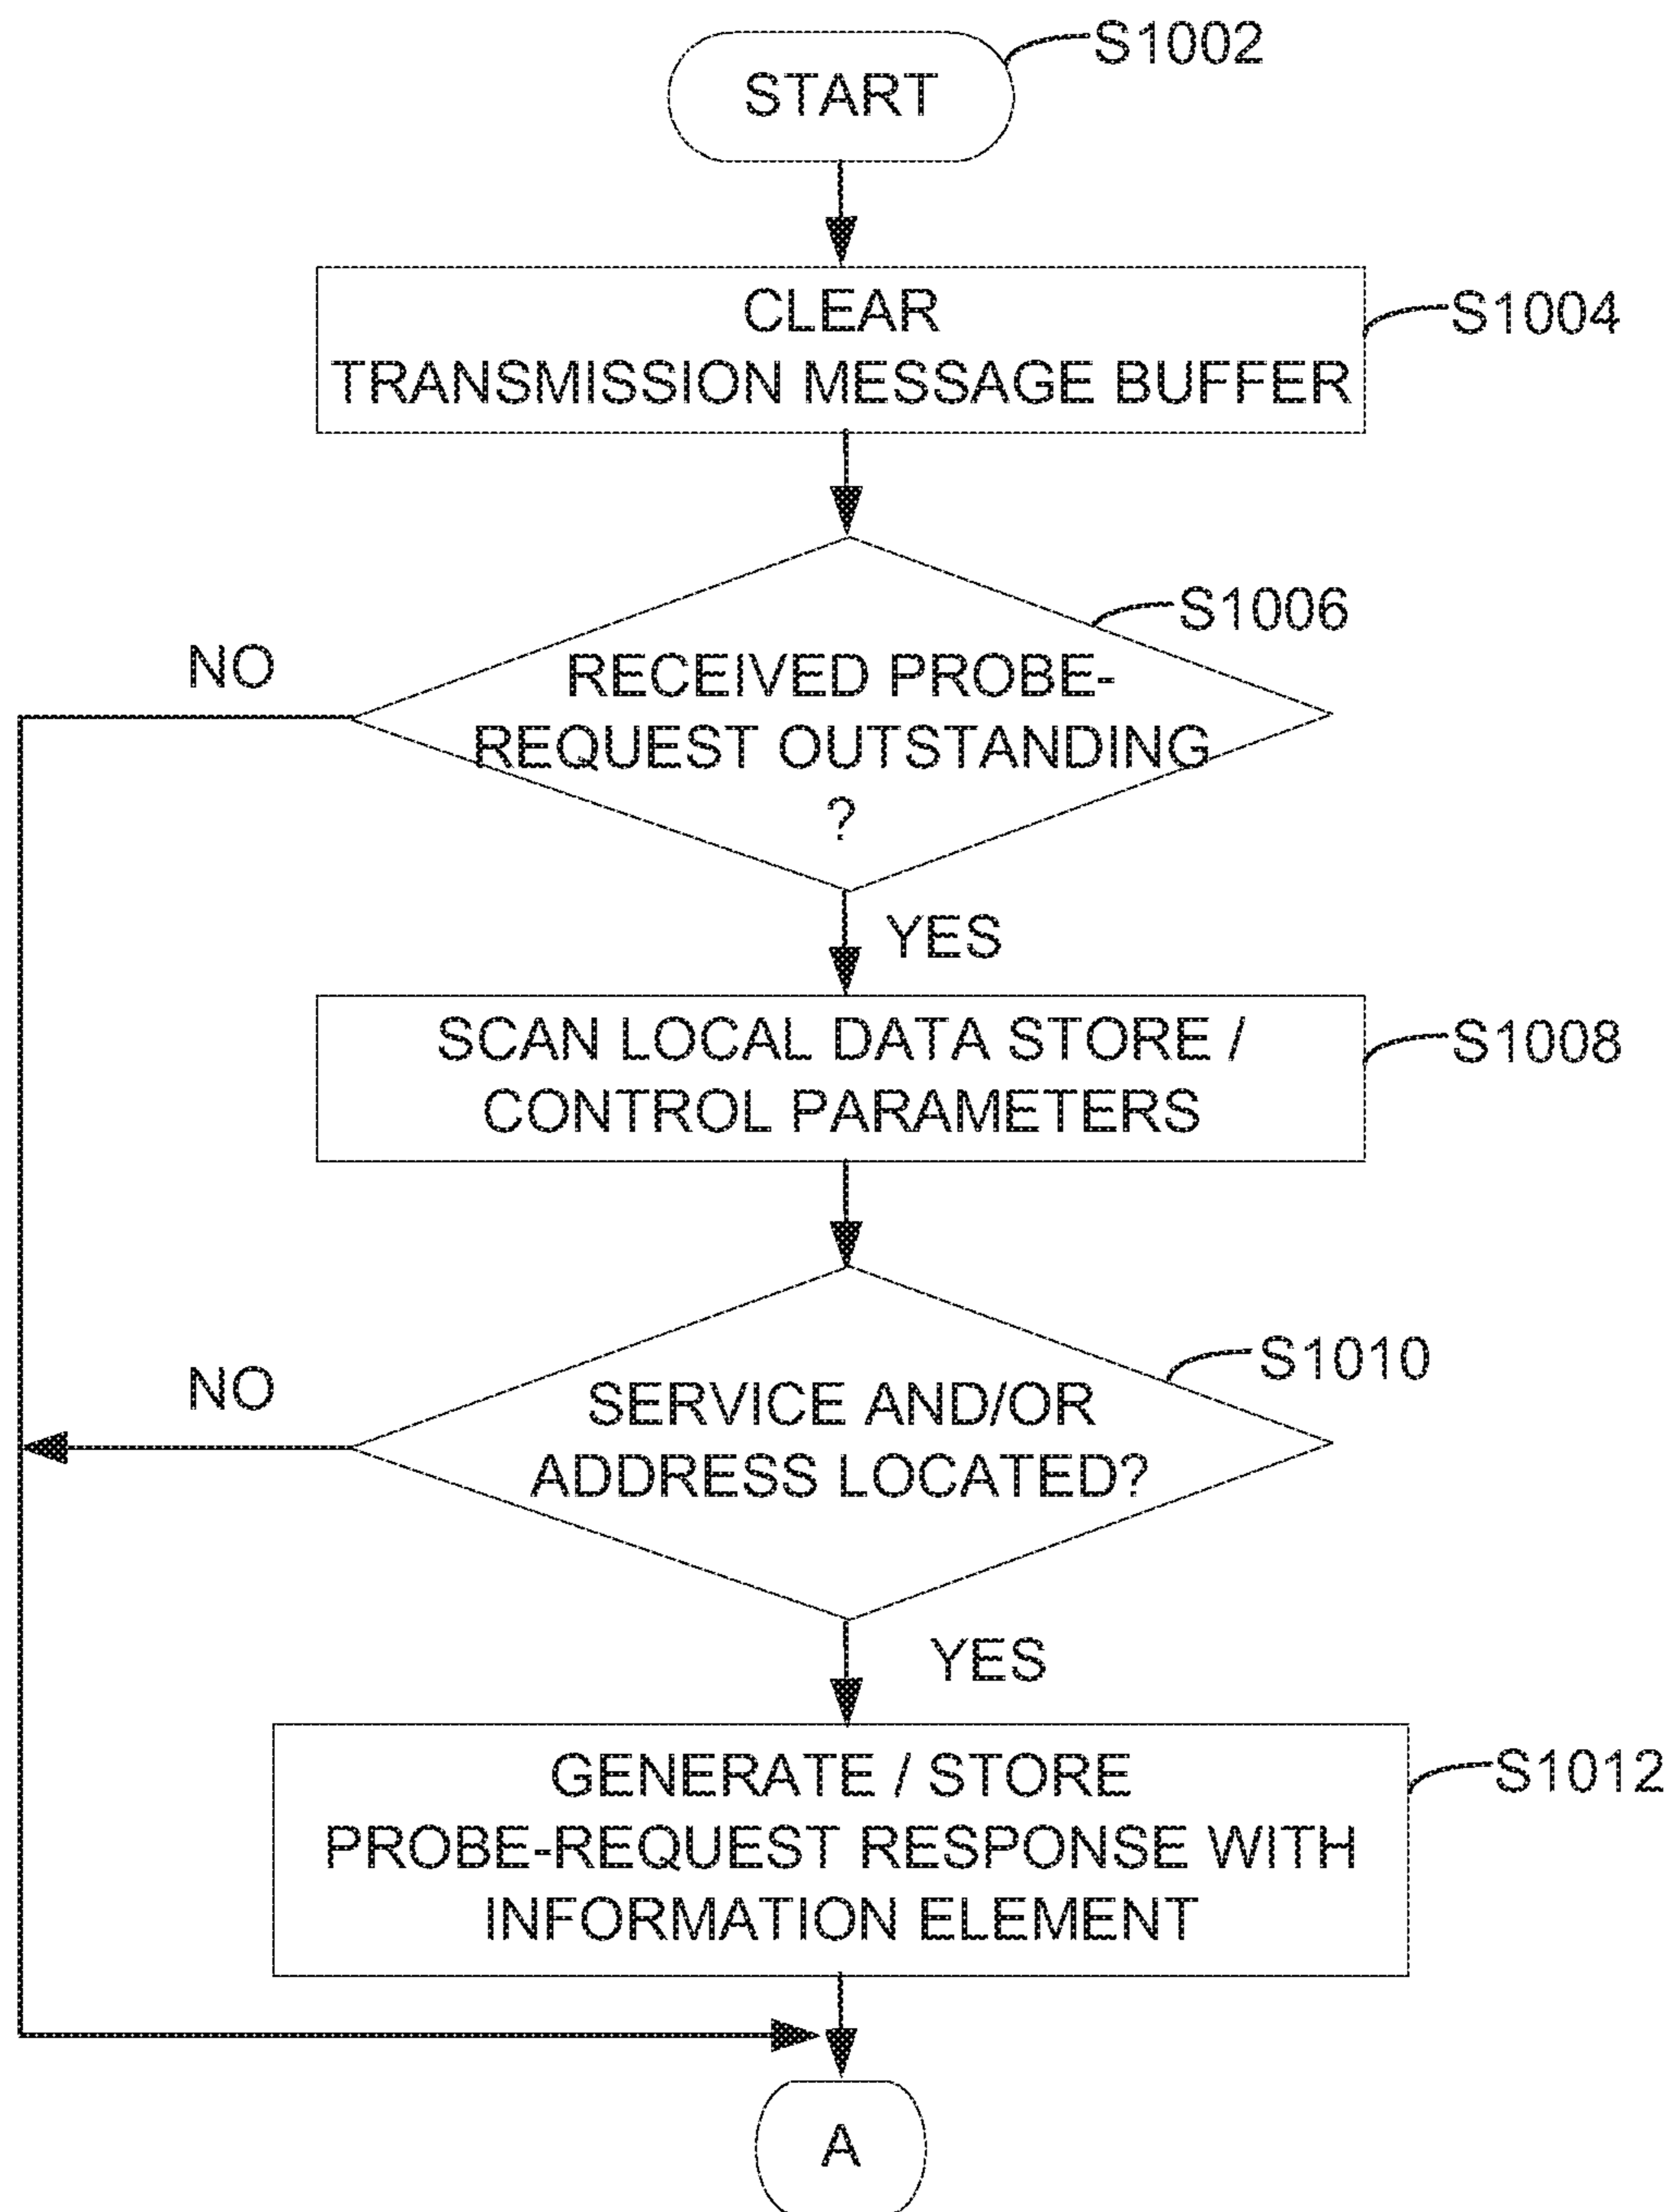 S1002
START
CLEAR
TRANSMISSION MESSAGE BUFFER
S1004
S1006
NO
RECEIVED PROBE-
REQUEST OUTSTANDING
?
YES
SCAN LOCAL DATA STORE /
CONTROL PARAMETERS
S1008
S1010
NO
SERVICE AND/OR
ADDRESS LOCATED?
YES
GENERATE / STORE
PROBE-REQUEST RESPONSE WITH
INFORMATION ELEMENT
S1012
A